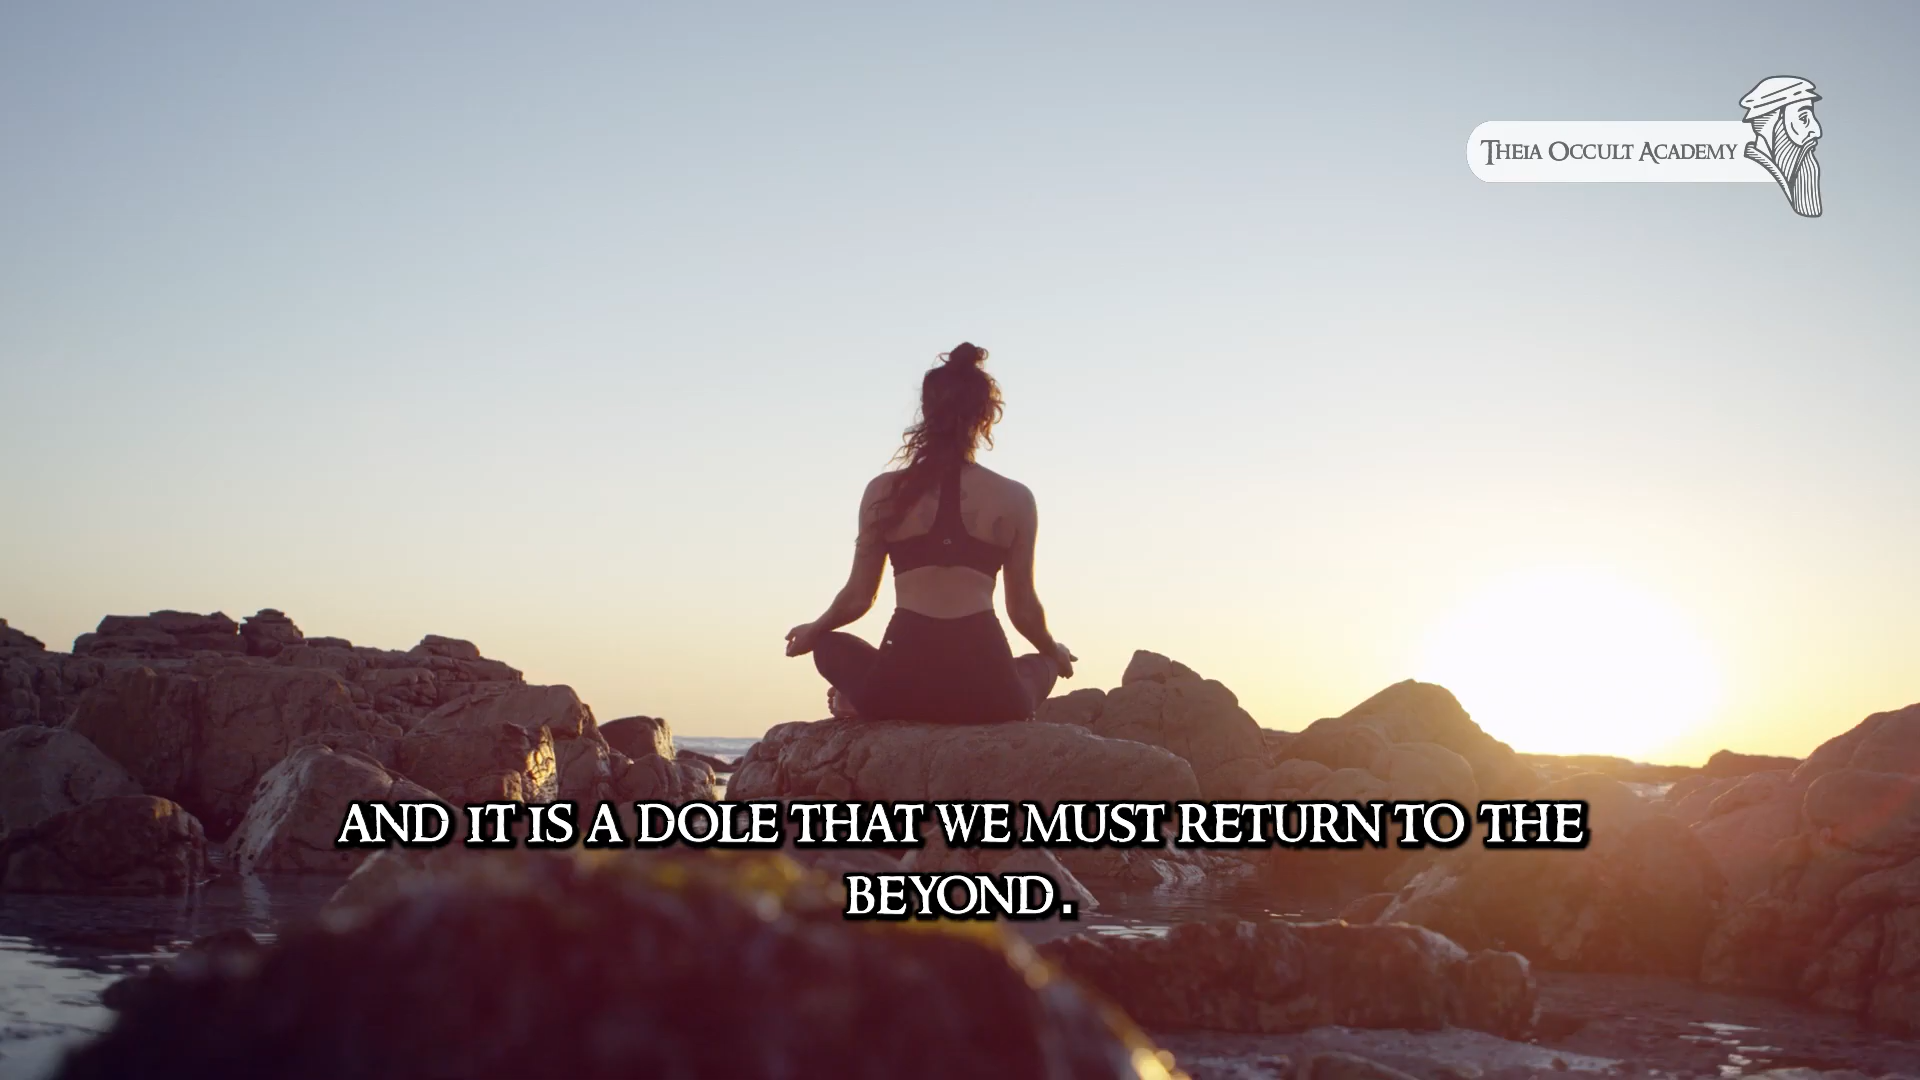 THEIA OCCULT ACADEMY
AND IT IS A DOLE THAT WE MUST RETURN TO THE
BEYOND.